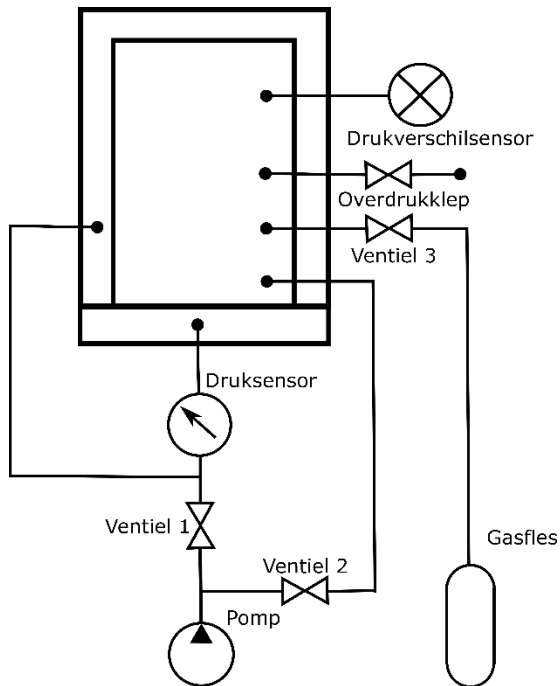 Drukverschilsensor
Overdrukklep
Ventiel 3
Druksensor
Ventiel 1
Gasfles
Ventiel 2
Pomp